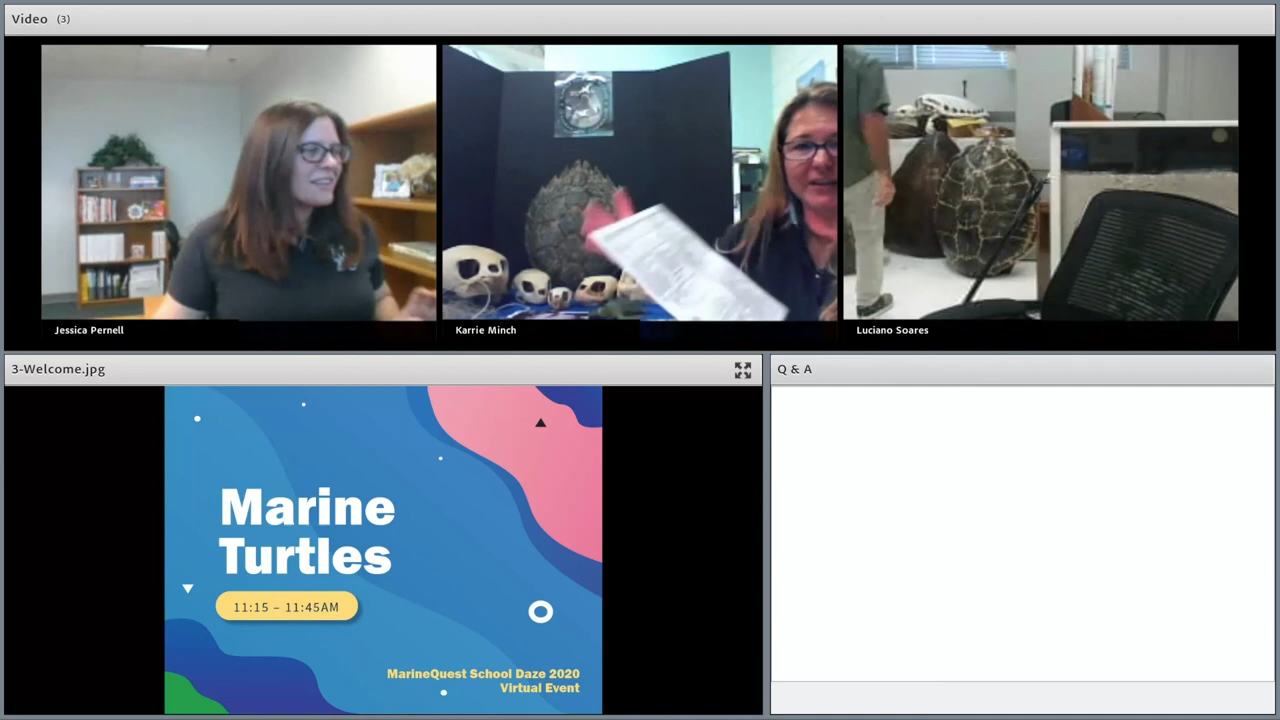 Video (3)
Jessica Pernell
Karrie Minch
Luciano Soares
3-Welcome.jpg
Marine
Turtles
11:15 – 11:45AM
MarineQuest School Daze 2020
Virtual Event
Q & A